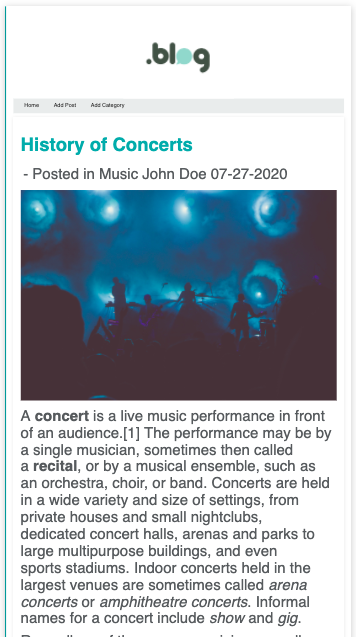 .blog
Home Add Post Add Category
History of Concerts
- Posted in Music John Doe 07-27-2020
A concert is a live music performance in front
of an audience.[1] The performance may be by
a single musician, sometimes then called
a recital, or by a musical ensemble, such as
an orchestra, choir, or band. Concerts are held
in a wide variety and size of settings, from
private houses and small nightclubs,
dedicated concert halls, arenas and parks to
large multipurpose buildings, and even
sports stadiums. Indoor concerts held in the
largest venues are sometimes called arena
concerts or amphitheatre concerts. Informal
names for a concert include show and gig.